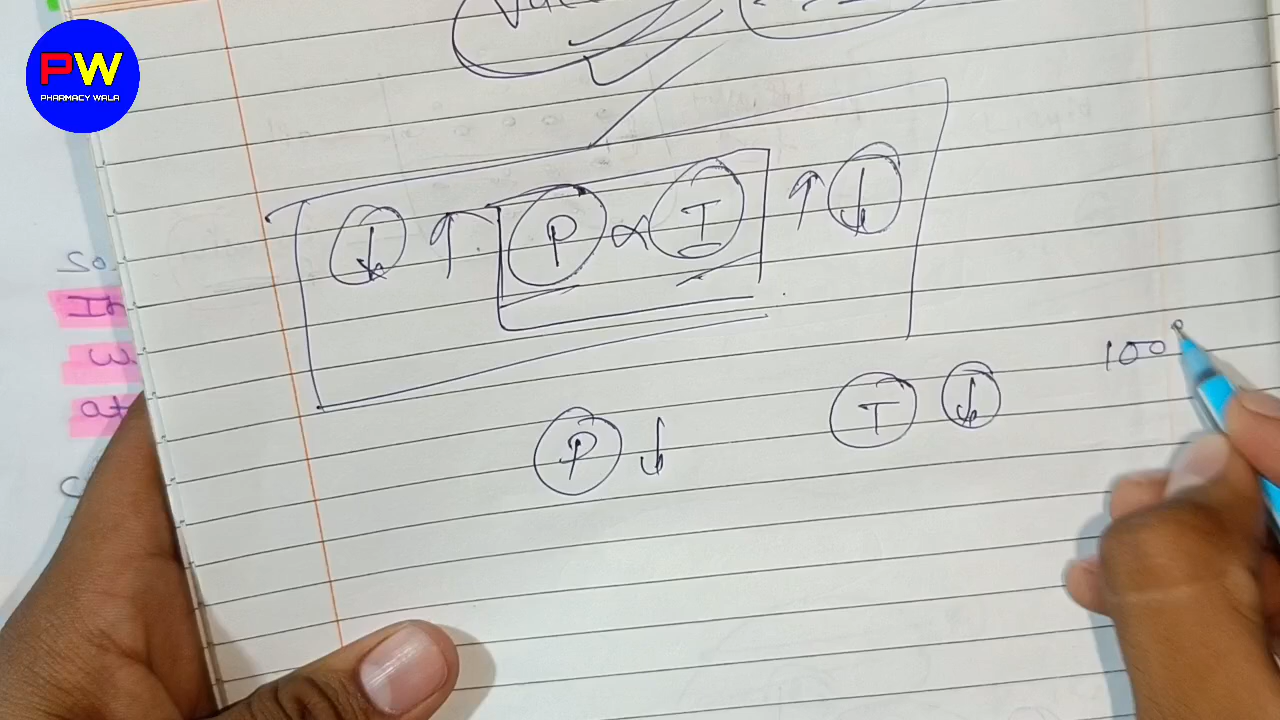 PW
PHARMACY WALA
↓ ↑ P ∝ T ↑ ↓
100°
T ↓
P ↓